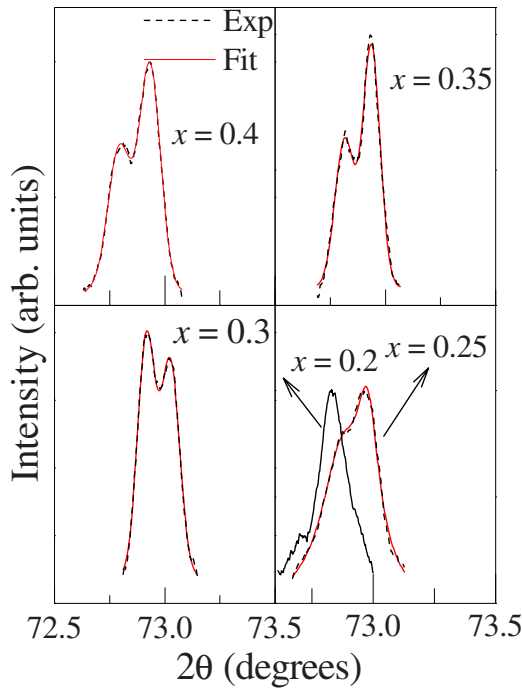 Exp
Fit
x = 0.4
x = 0.35
x = 0.3
x = 0.2
x = 0.25
Intensity (arb. units)
72.5 73.0 73.5 73.0 73.5
2θ (degrees)